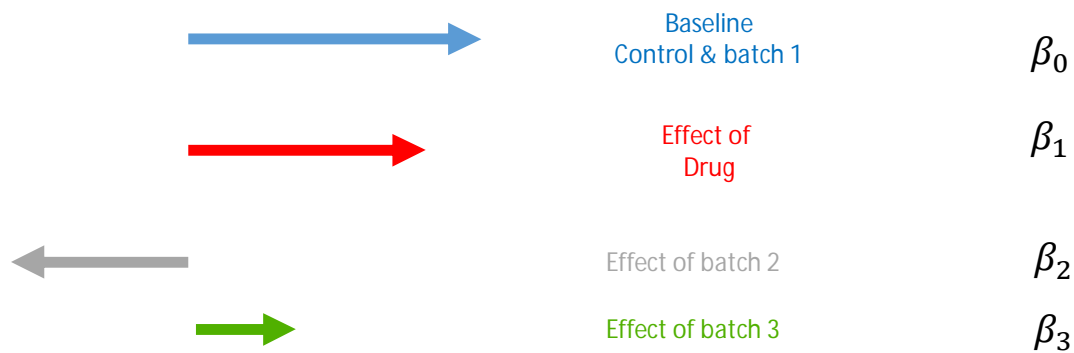 Baseline
Control & batch 1
β₀
Effect of
Drug
β₁
Effect of batch 2
β₂
Effect of batch 3
β₃